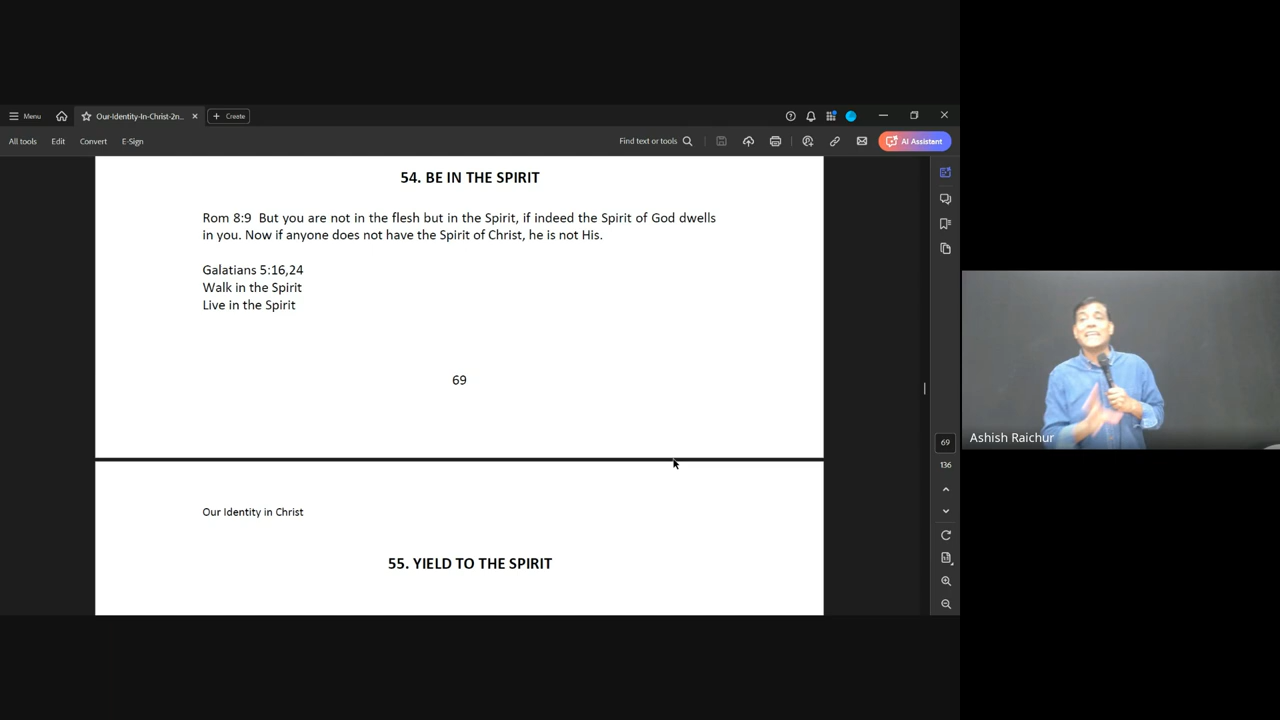 Menu
Our-Identity-In-Christ-2n...
Create
All tools
Edit
Convert
E-Sign
Find text or tools
AI Assistant
54. BE IN THE SPIRIT
Rom 8:9  But you are not in the flesh but in the Spirit, if indeed the Spirit of God dwells
in you. Now if anyone does not have the Spirit of Christ, he is not His.
Galatians 5:16,24
Walk in the Spirit
Live in the Spirit
69
Our Identity in Christ
55. YIELD TO THE SPIRIT
69
136
Ashish Raichur